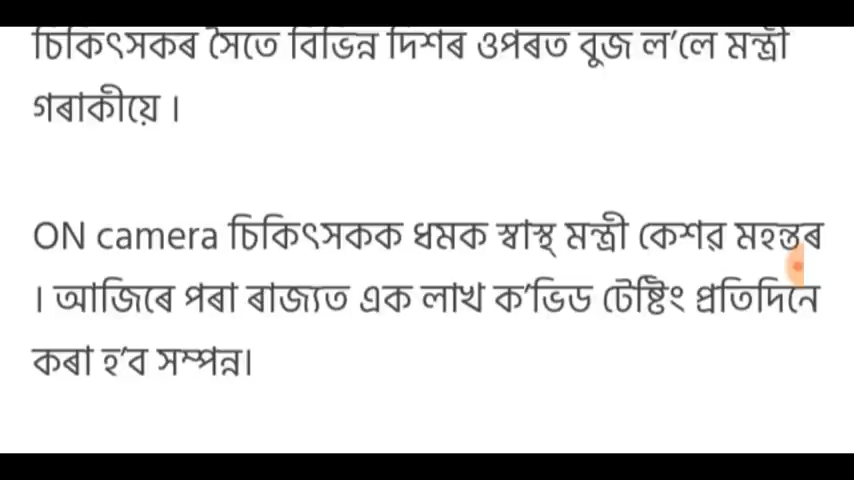 চিকিৎসকৰ সৈতে বিভিন্ন দিশৰ ওপৰত বুজ ল’লে মন্ত্ৰী
গৰাকীয়ে ।
ON camera চিকিৎসকক ধমক স্বাস্থ্ মন্ত্ৰী কেশৱ মহন্তৰ
। আজিৰে পৰা ৰাজ্যত এক লাখ ক’ভিড টেষ্টিং প্ৰতিদিনে
কৰা হ’ব সম্পন্ন।